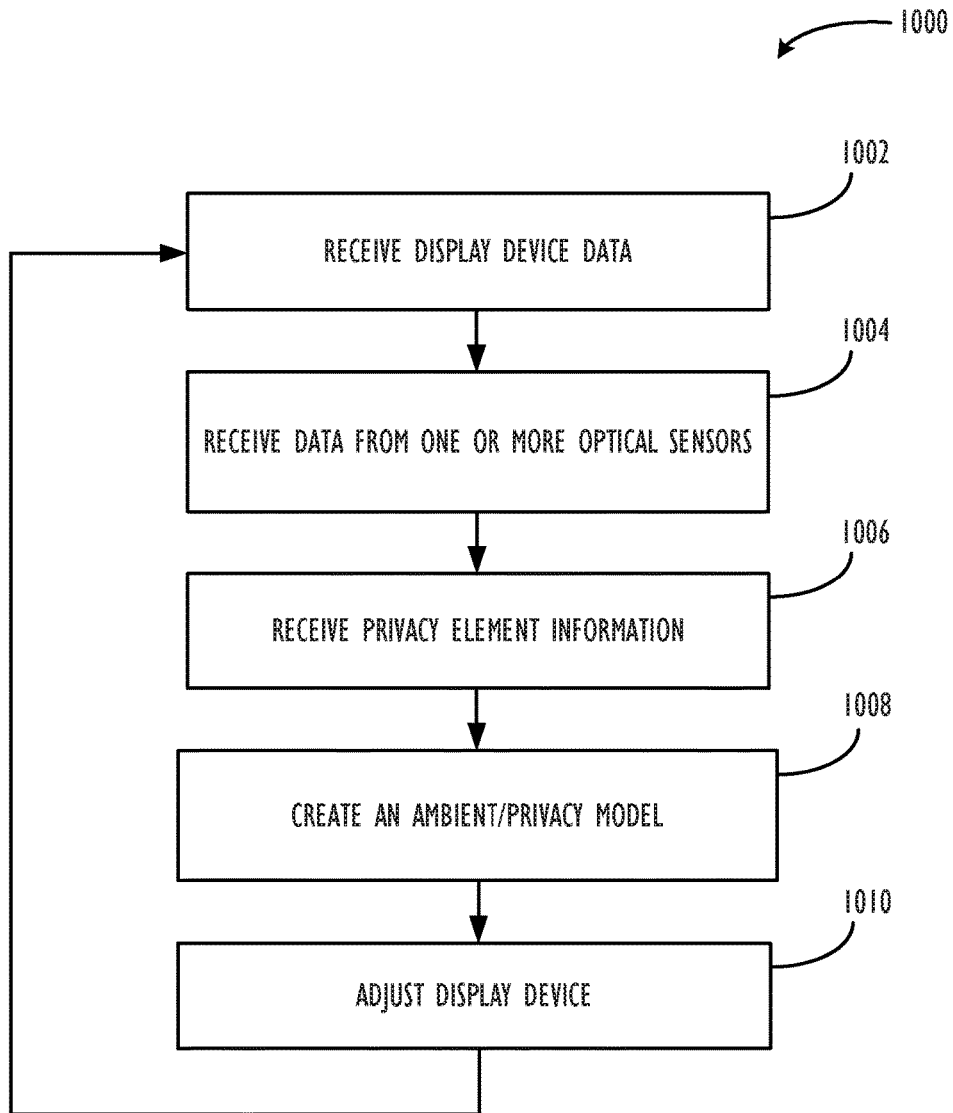 1000
1002
RECEIVE DISPLAY DEVICE DATA
1004
RECEIVE DATA FROM ONE OR MORE OPTICAL SENSORS
1006
RECEIVE PRIVACY ELEMENT INFORMATION
1008
CREATE AN AMBIENT/PRIVACY MODEL
1010
ADJUST DISPLAY DEVICE